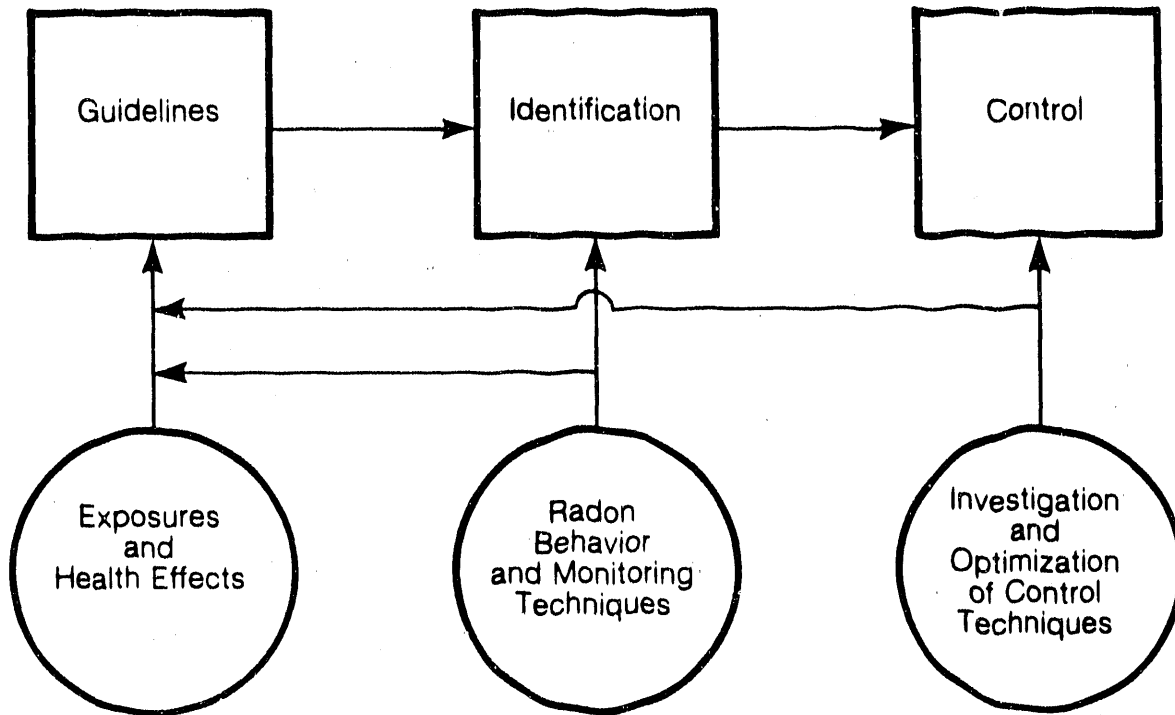 Guidelines
Identification
Control
Exposures
and
Health Effects
Radon
Behavior
and Monitoring
Techniques
Investigation
and
Optimization
of Control
Techniques